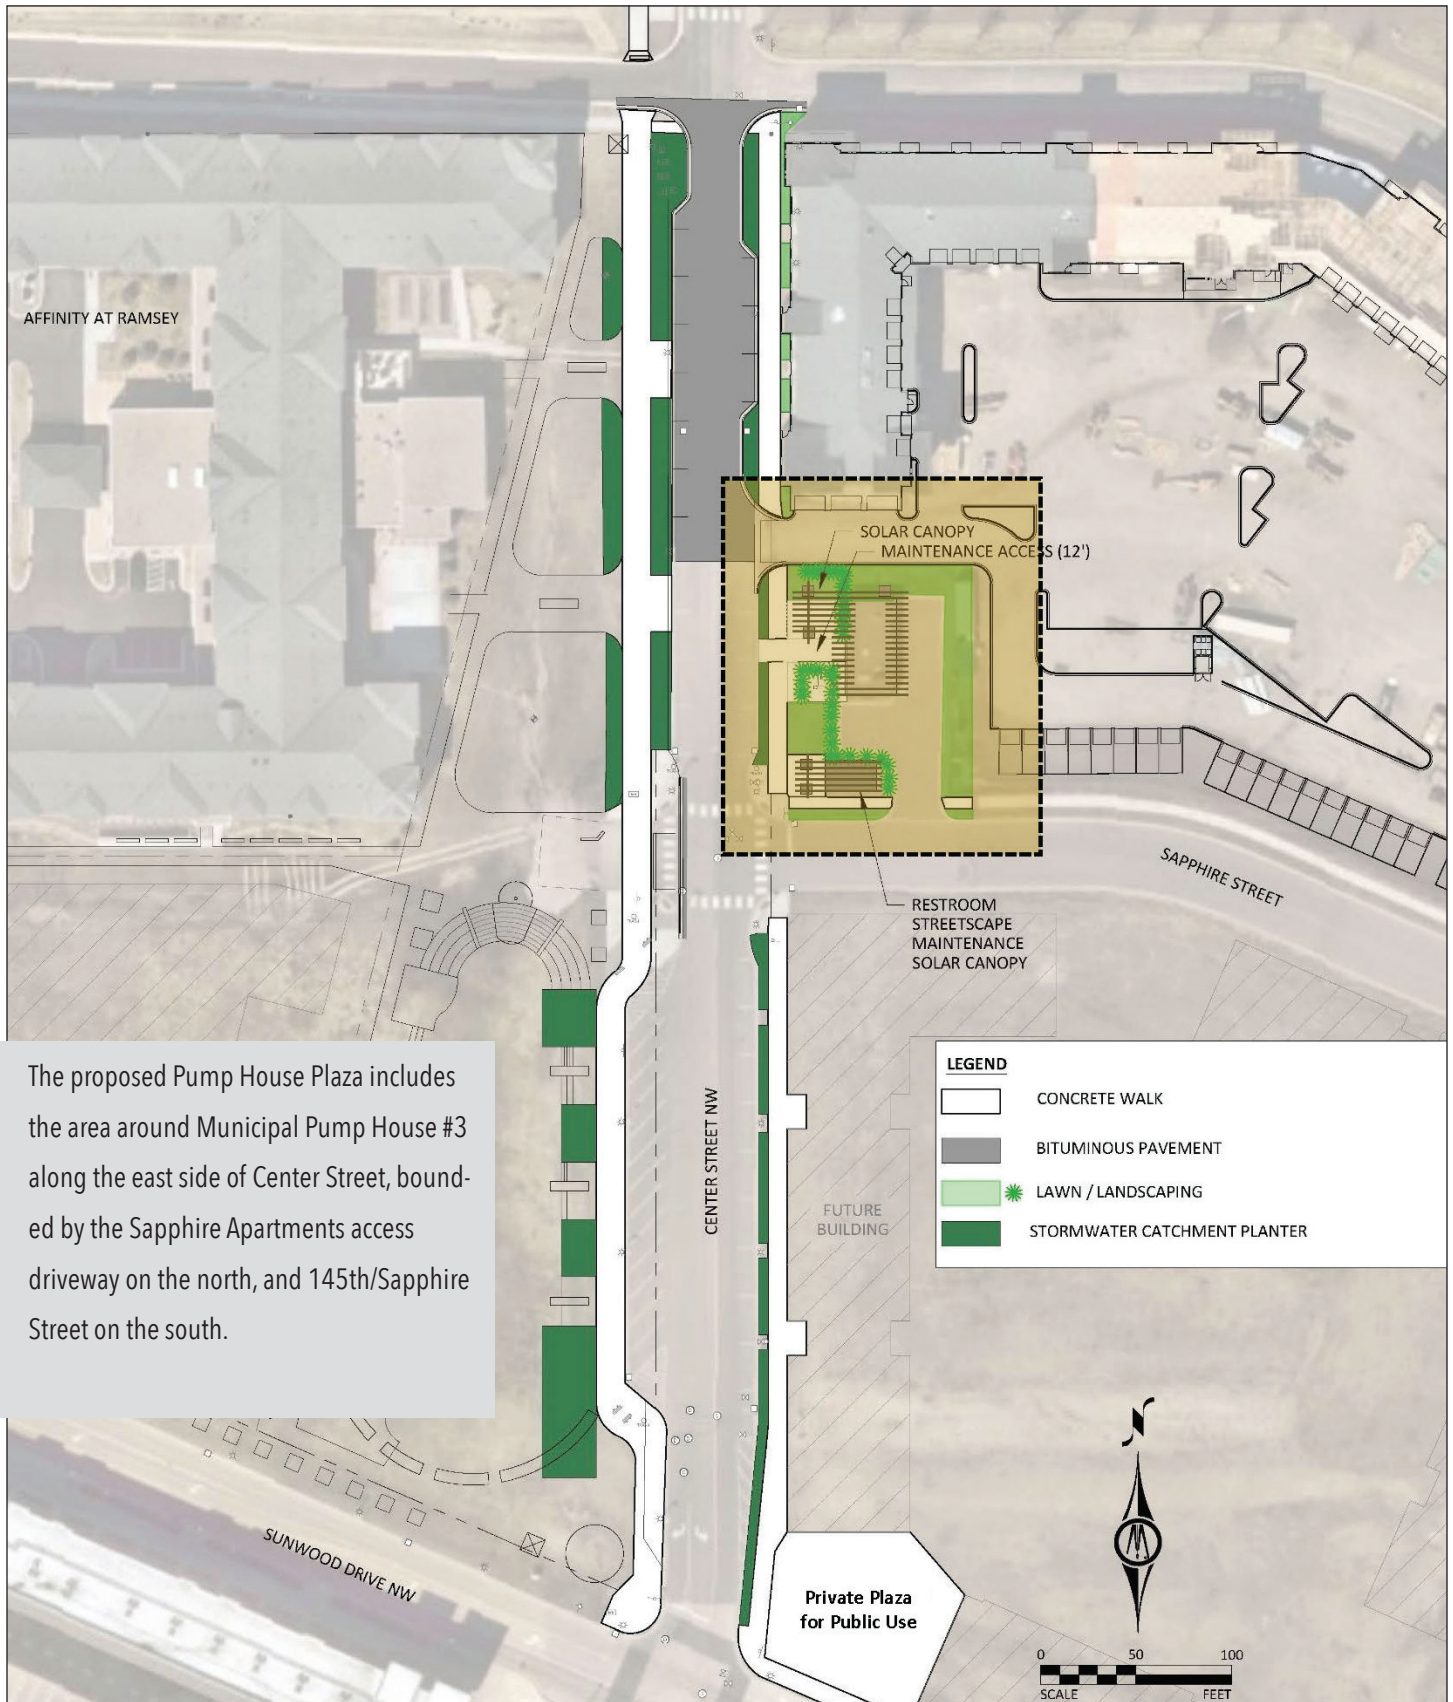 AFFINITY AT RAMSEY
SOLAR CANOPY
MAINTENANCE ACCESS (12')
SAPPHIRE STREET
RESTROOM
STREETSCAPE
MAINTENANCE
SOLAR CANOPY
The proposed Pump House Plaza includes
the area around Municipal Pump House #3
along the east side of Center Street, bound-
ed by the Sapphire Apartments access
driveway on the north, and 145th/Sapphire
Street on the south.
CENTER STREET NW
FUTURE
BUILDING
LEGEND
CONCRETE WALK
BITUMINOUS PAVEMENT
LAWN / LANDSCAPING
STORMWATER CATCHMENT PLANTER
SUNWOOD DRIVE NW
Private Plaza
for Public Use
N
0 50 100
SCALE FEET